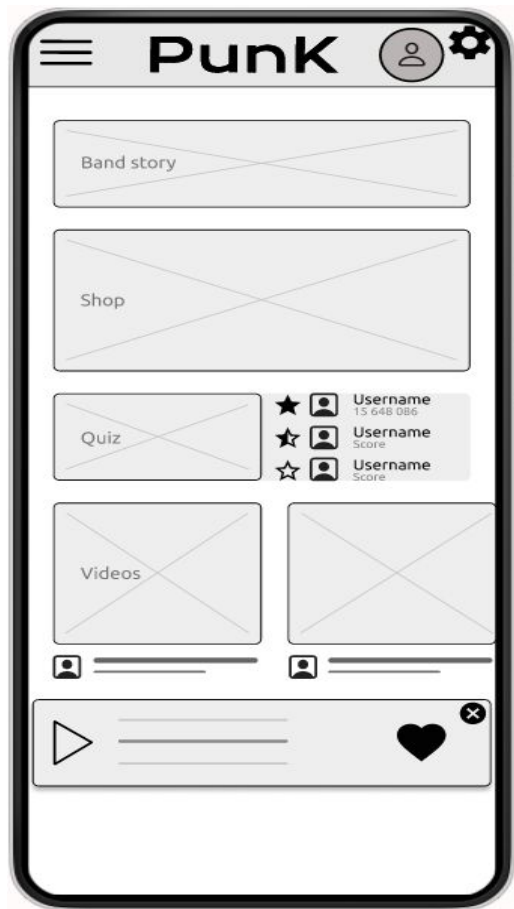 PunK
Band story
Shop
Quiz
Username
15 648 086
Username
Score
Username
Score
Videos